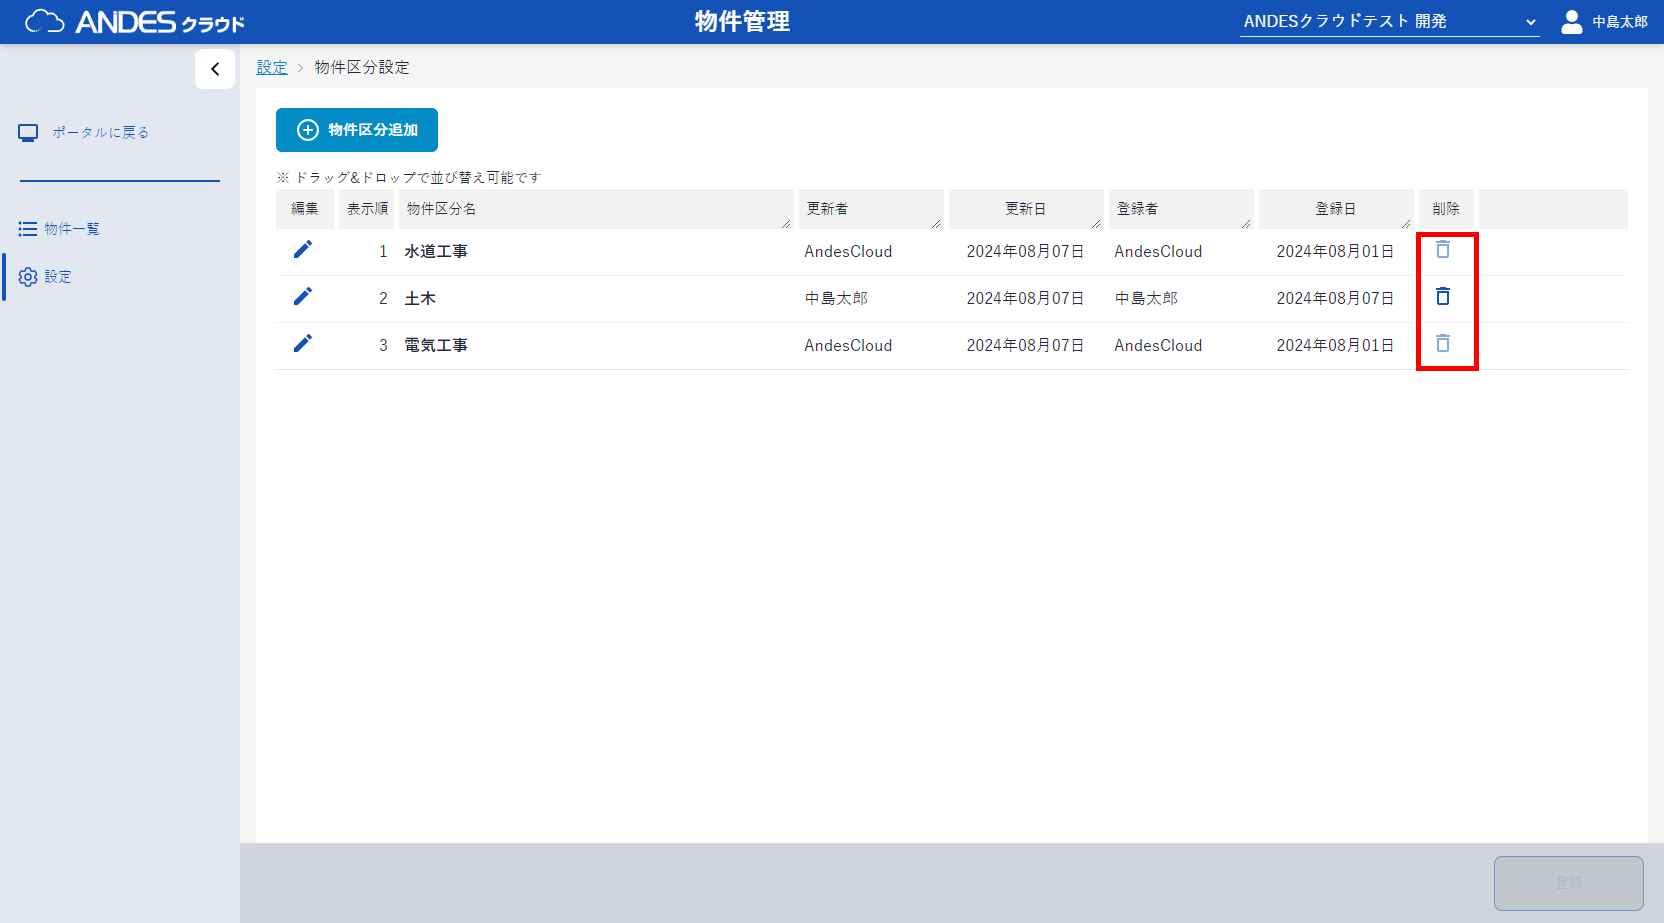 ANDES クラウド
物件管理
ANDESクラウドテスト 開発
中島太郎
設定 > 物件区分設定
ポータルに戻る
物件一覧
設定
物件区分追加
※ ドラッグ&ドロップで並び替え可能です
編集 表示順 物件区分名 更新者 更新日 登録者 登録日 削除
1 水道工事 AndesCloud 2024年08月07日 AndesCloud 2024年08月01日
2 土木 中島太郎 2024年08月07日 中島太郎 2024年08月07日
3 電気工事 AndesCloud 2024年08月07日 AndesCloud 2024年08月01日
登録